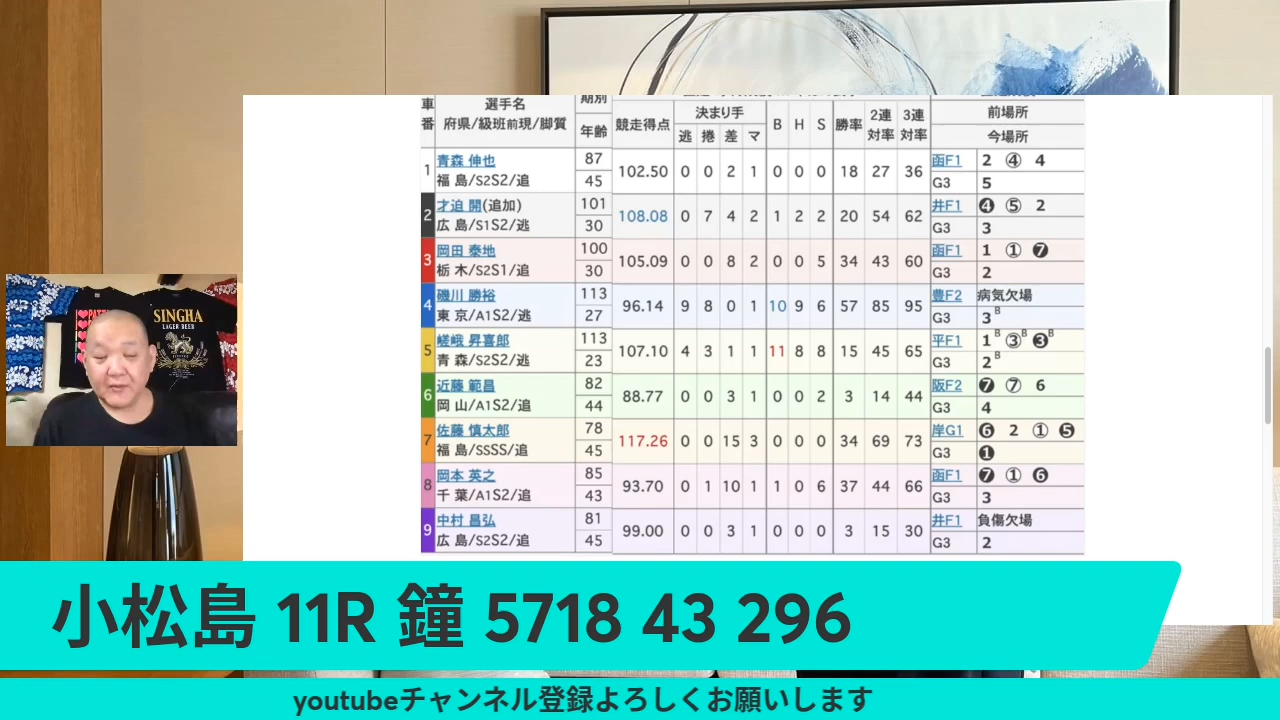 車番 選手名 府県/級班前現/脚質 期別 年齢 競走得点 決まり手 逃 捲 差 マ B H S 勝率 2連対率 3連対率 前場所 今場所
1 青森 伸也 87 102.50 0 0 2 1 0 0 0 18 27 36 函F1 2 ④ 4
福 島/S2S2/追 45 G3 5
2 才迫 開(追加) 101 108.08 0 7 4 2 1 2 2 20 54 62 井F1 ❹ ⑤ 2
広 島/S1S2/逃 30 G3 3
3 岡田 泰地 100 105.09 0 0 8 2 0 0 5 34 43 60 函F1 1 ① ❼
栃 木/S2S1/追 30 G3 2
4 磯川 勝裕 113 96.14 9 8 0 1 10 9 6 57 85 95 豊F2 病気欠場
東 京/A1S2/逃 27 G3 3B
5 嵯峨 昇喜郎 113 107.10 4 3 1 1 11 8 8 15 45 65 平F1 1B ③B ❸B
青 森/S2S2/逃 23 G3 2B
6 近藤 範昌 82 88.77 0 0 3 1 0 0 2 3 14 44 阪F2 ❼ ⑦ 6
岡 山/A1S2/追 44 G3 4
7 佐藤 慎太郎 78 117.26 0 0 15 3 0 0 0 34 69 73 岸G1 ❻ 2 ① ❺
福 島/SSSS/追 45 G3 ❶
8 岡本 英之 85 93.70 0 1 10 1 1 0 6 37 44 66 函F1 ❼ ① ❻
千 葉/A1S2/追 43 G3 3
9 中村 昌弘 81 99.00 0 0 3 1 0 0 0 3 15 30 井F1 負傷欠場
広 島/S2S2/追 45 G3 2
SINGHA
LAGER BEER
小松島 11R 鐘 5718 43 296
youtubeチャンネル登録よろしくお願いします